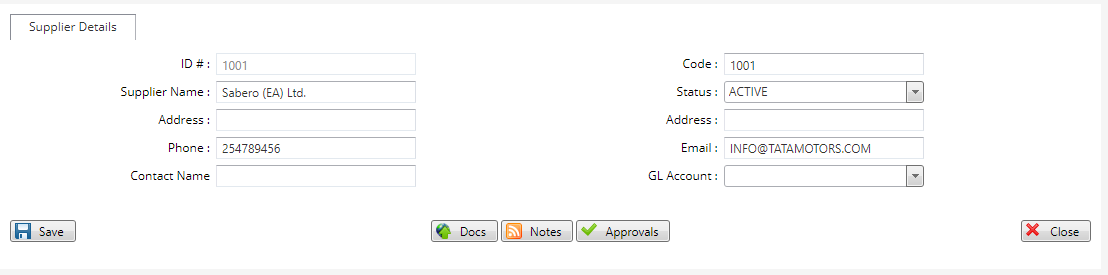 Supplier Details
ID # : 1001 Code : 1001
Supplier Name : Sabero (EA) Ltd. Status : ACTIVE
Address : Address :
Phone : 254789456 Email : INFO@TATAMOTORS.COM
Contact Name GL Account :
Save Docs Notes Approvals Close